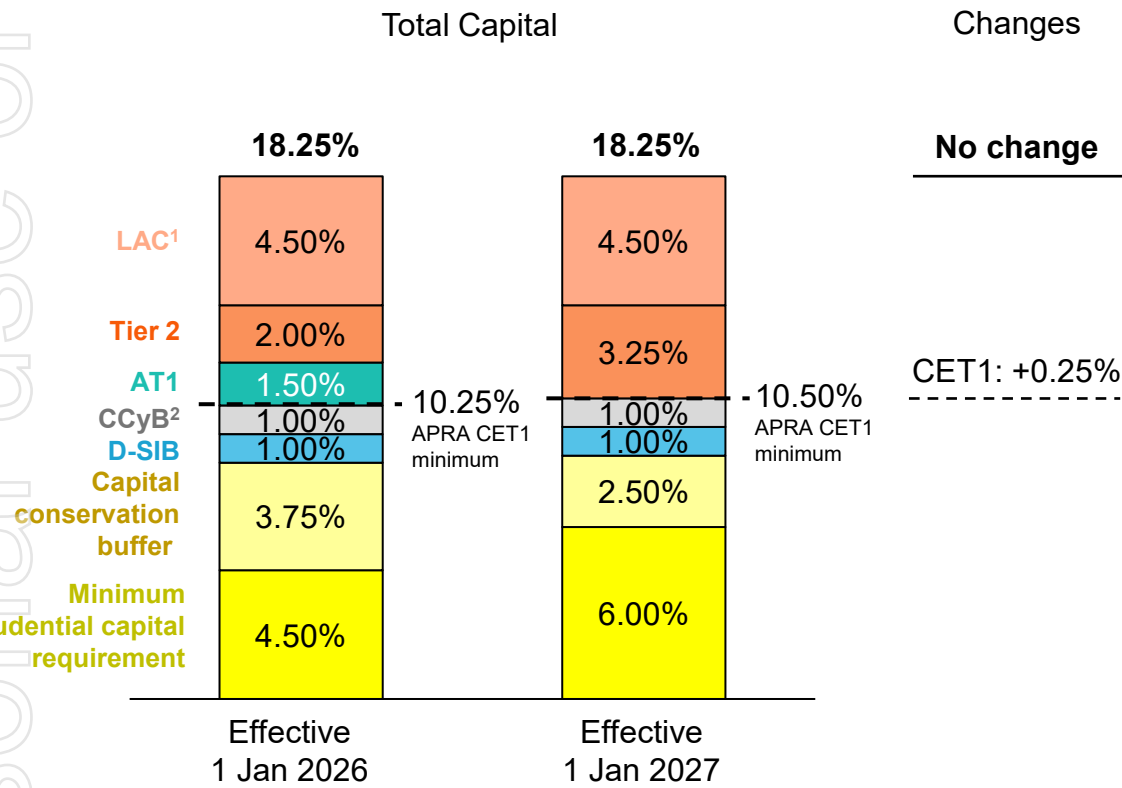 Total Capital
Changes
18.25%
18.25%
No change
LAC¹
4.50%
4.50%
Tier 2
2.00%
3.25%
AT1
1.50%
CET1: +0.25%
10.25%
APRA CET1
minimum
10.50%
APRA CET1
minimum
CCyB²
1.00%
1.00%
D-SIB
1.00%
1.00%
Capital
conservation
buffer
3.75%
2.50%
Minimum
udential capital
requirement
4.50%
6.00%
Effective
1 Jan 2026
Effective
1 Jan 2027